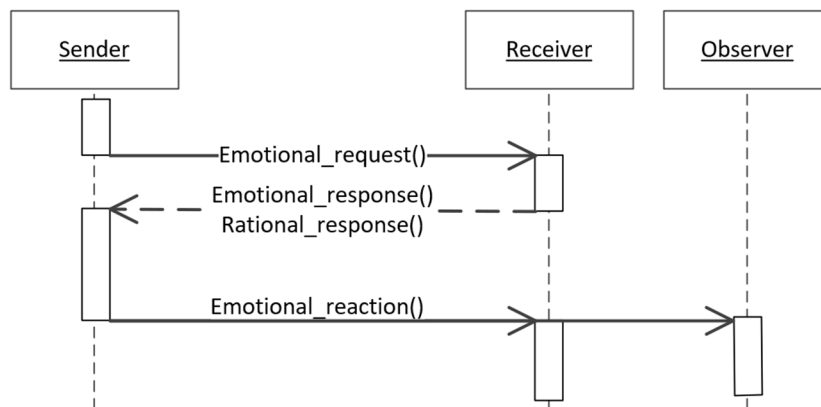 Sender
Receiver
Observer
Emotional_request()
Emotional_response()
Rational_response()
Emotional_reaction()